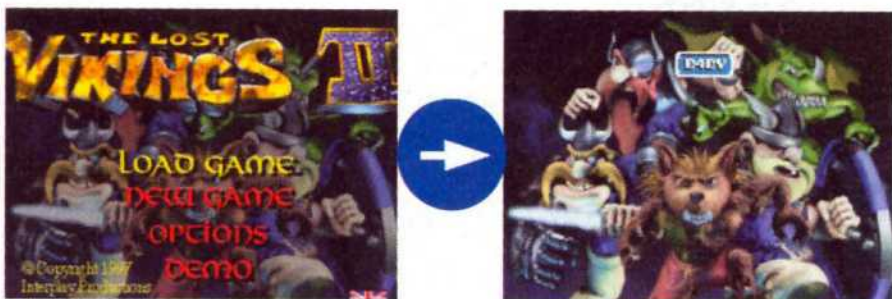 THE LOST
VIKINGS II
LOAD GAME
NEW GAME
OPTIONS
DEMO
© Copyright 1997
Interplay Productions